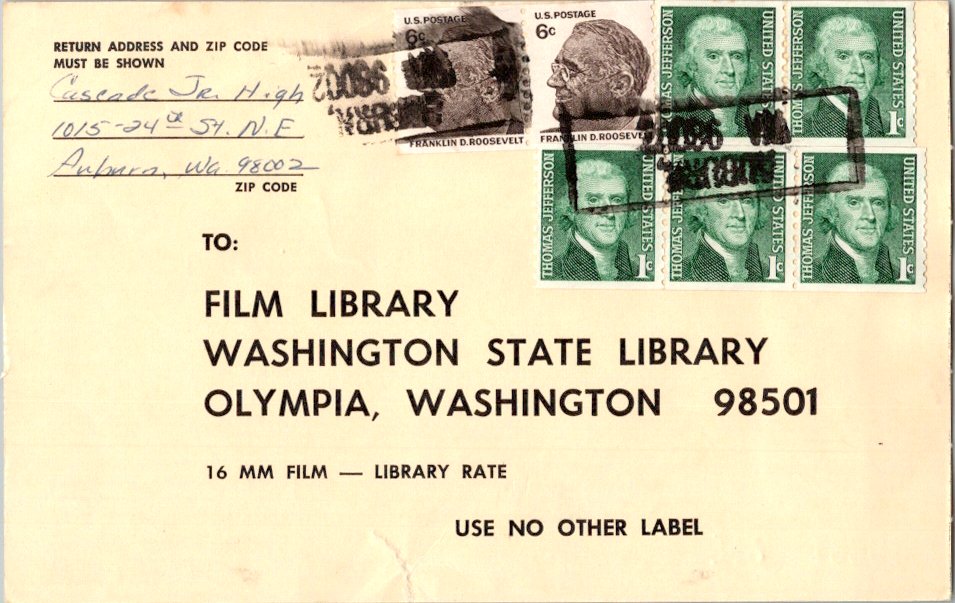 RETURN ADDRESS AND ZIP CODE
MUST BE SHOWN
Cascade Jr. High
1015-24th St. N.E
Auburn, Wa. 98002
ZIP CODE
U.S. POSTAGE
6c
FRANKLIN D. ROOSEVELT
U.S. POSTAGE
6c
FRANKLIN D. ROOSEVELT
UNITED STATES
THOMAS JEFFERSON
UNITED STATES
1c
THOMAS JEFFERSON
UNITED STATES
1c
THOMAS JEFFERSON
UNITED STATES
1c
THOMAS JEFFERSON
UNITED STATES
1c
98002
98002
TO:
FILM LIBRARY
WASHINGTON STATE LIBRARY
OLYMPIA, WASHINGTON 98501
16 MM FILM — LIBRARY RATE
USE NO OTHER LABEL